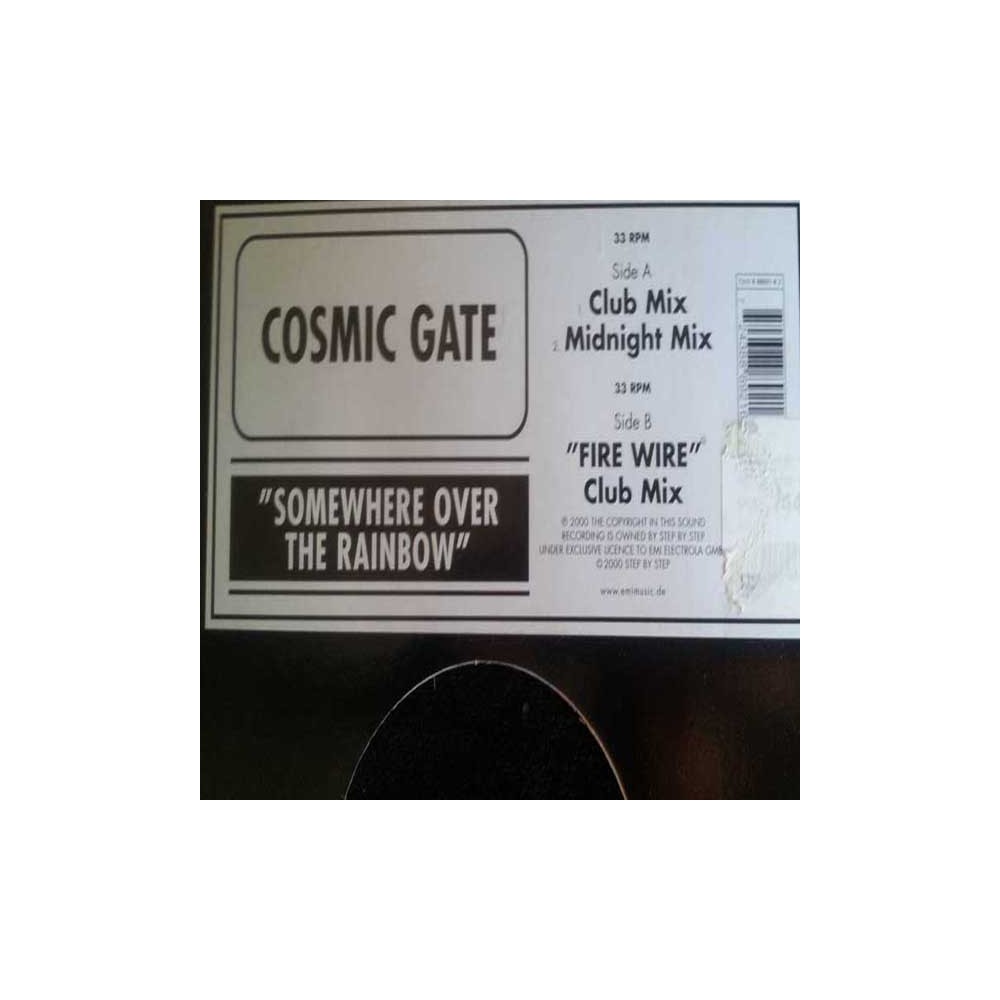 COSMIC GATE
"SOMEWHERE OVER
THE RAINBOW"
33 RPM
Side A
1. Club Mix
2. Midnight Mix
33 RPM
Side B
"FIRE WIRE"
Club Mix
℗ 2000 THE COPYRIGHT IN THIS SOUND
RECORDING IS OWNED BY STEP BY STEP
UNDER EXCLUSIVE LICENCE TO EMI ELECTROLA
© 2000 STEP BY STEP
www.emimusic.de